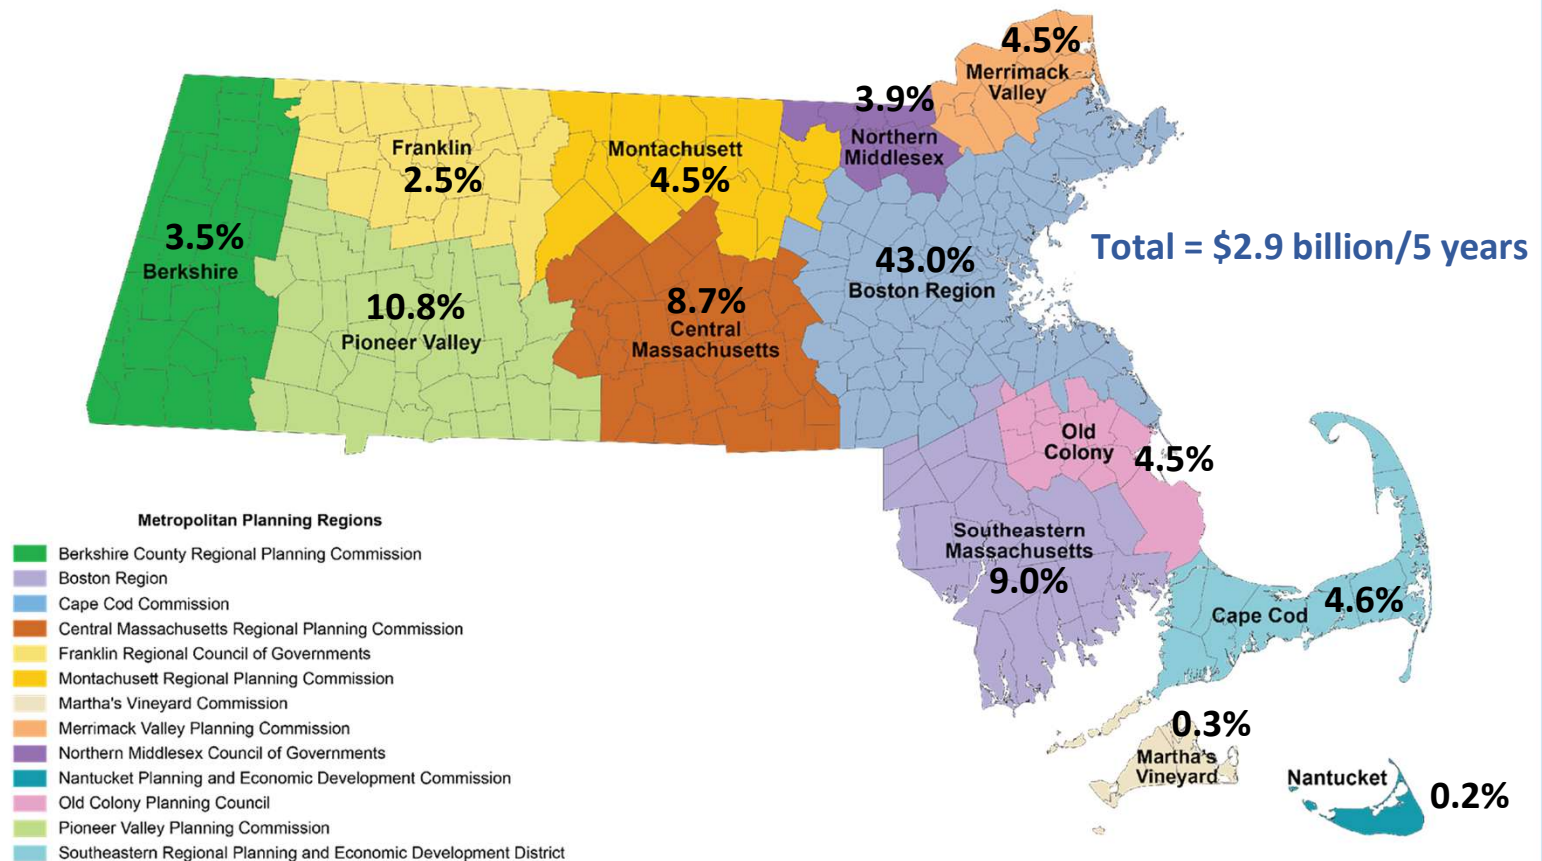 4.5%
Merrimack
Valley
3.9%
Northern
Middlesex
Franklin
2.5%
Montachusett
4.5%
3.5%
Berkshire
10.8%
Pioneer Valley
8.7%
Central
Massachusetts
43.0%
Boston Region
Total = $2.9 billion/5 years
Old
Colony
4.5%
Southeastern
Massachusetts
9.0%
Cape Cod
4.6%
0.3%
Martha's
Vineyard
Nantucket
0.2%
Metropolitan Planning Regions
Berkshire County Regional Planning Commission
Boston Region
Cape Cod Commission
Central Massachusetts Regional Planning Commission
Franklin Regional Council of Governments
Montachusett Regional Planning Commission
Martha's Vineyard Commission
Merrimack Valley Planning Commission
Northern Middlesex Council of Governments
Nantucket Planning and Economic Development Commission
Old Colony Planning Council
Pioneer Valley Planning Commission
Southeastern Regional Planning and Economic Development District